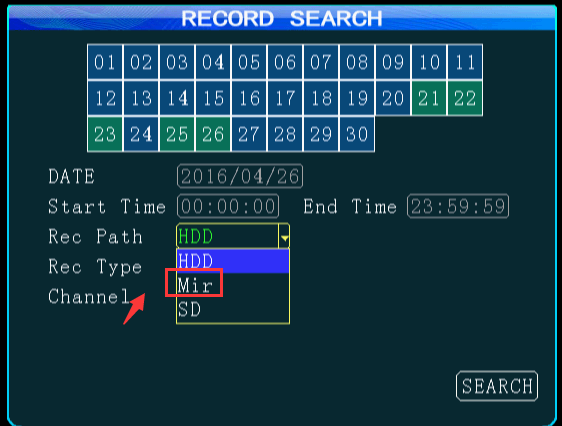 RECORD SEARCH
01 02 03 04 05 06 07 08 09 10 11
12 13 14 15 16 17 18 19 20 21 22
23 24 25 26 27 28 29 30
DATE 2016/04/26
Start Time 00:00:00 End Time 23:59:59
Rec Path HDD
Rec Type HDD
Mir
Channel
SD
SEARCH